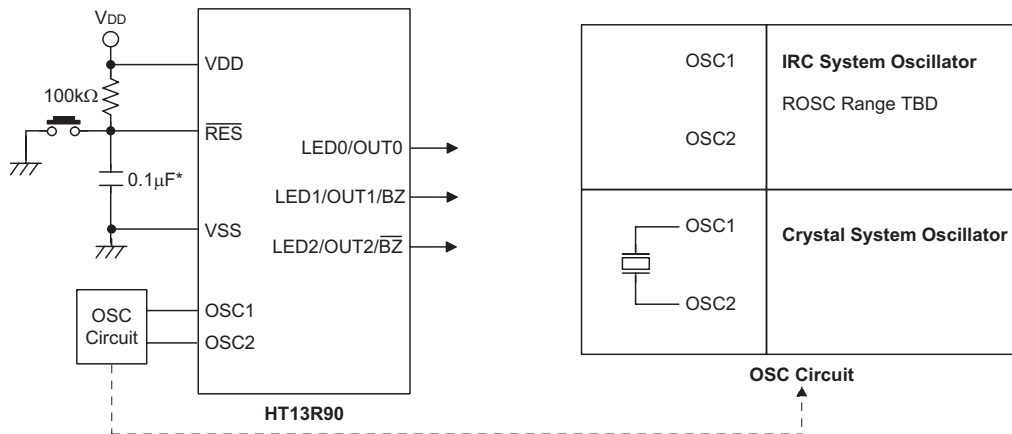 VDD
VDD
100kΩ
RES
0.1μF*
VSS
LED0/OUT0
LED1/OUT1/BZ
LED2/OUT2/BZ
OSC
Circuit
OSC1
OSC2
HT13R90
OSC1
IRC System Oscillator
ROSC Range TBD
OSC2
OSC1
Crystal System Oscillator
OSC2
OSC Circuit